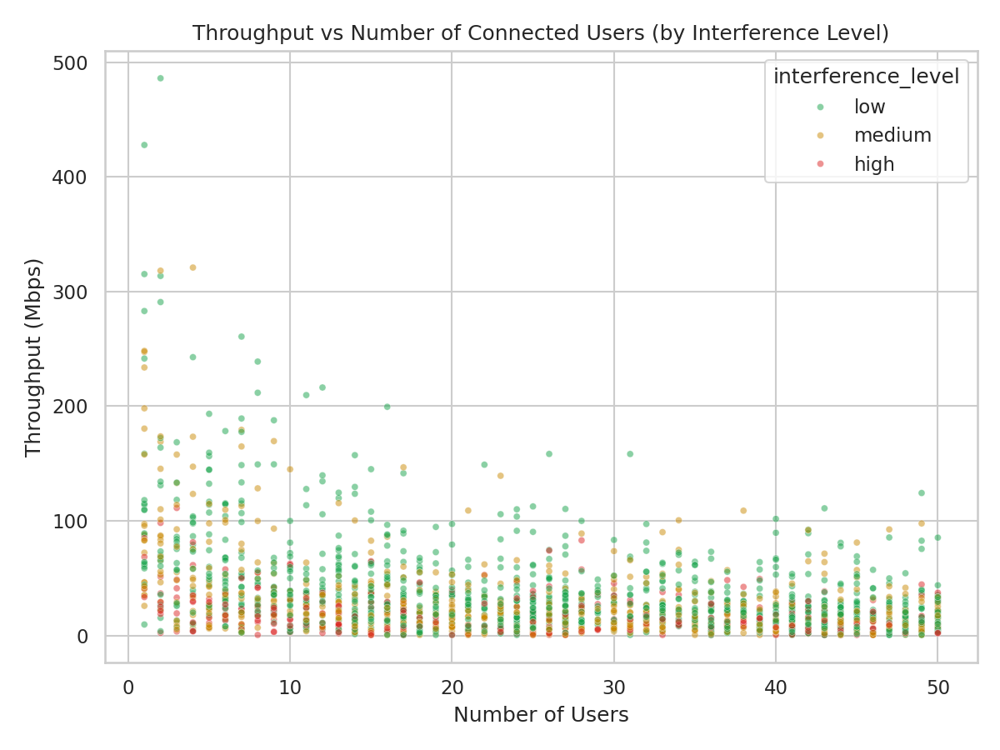 Throughput vs Number of Connected Users (by Interference Level)
500
400
300
200
100
0
Throughput (Mbps)
interference_level
low
medium
high
0 10 20 30 40 50
Number of Users